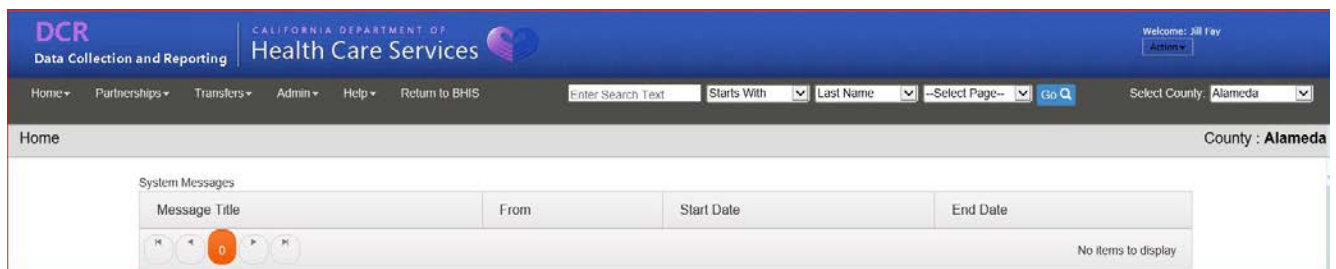 DCR
Data Collection and Reporting
CALIFORNIA DEPARTMENT OF
Health Care Services
Welcome: Jill Fay
Action
Home Partnerships Transfers Admin Help Return to BHIS Enter Search Text Starts With Last Name --Select Page-- Go Select County: Alameda
Home County : Alameda
System Messages
Message Title From Start Date End Date
0 No items to display